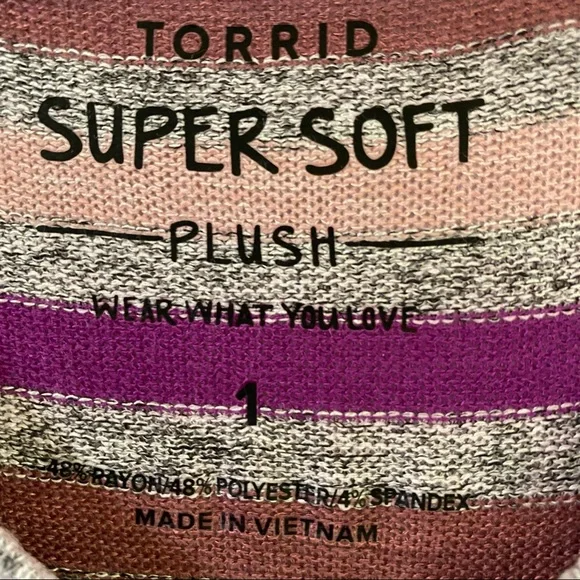 TORRID
SUPER SOFT
PLUSH
WEAR WHAT YOU LOVE
1
48% RAYON/48% POLYESTER/4% SPANDEX
MADE IN VIETNAM